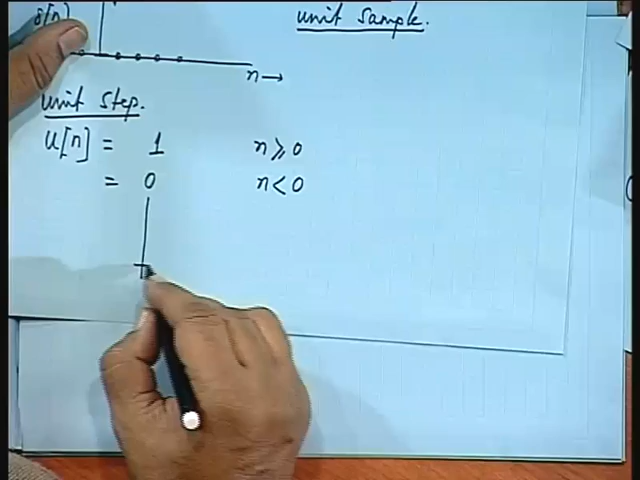 δ[n]
unit sample.
n→
unit step.
u[n] = 1 n ≥ 0
= 0 n < 0